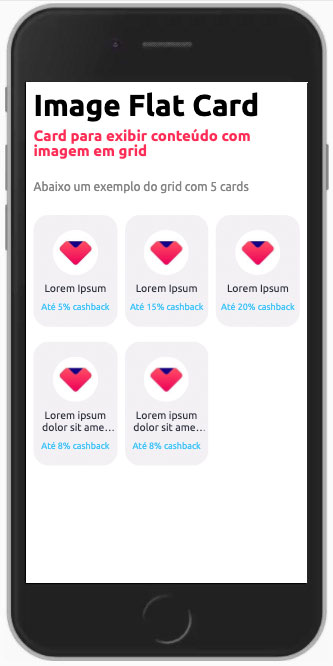 Image Flat Card
Card para exibir conteúdo com
imagem em grid
Abaixo um exemplo do grid com 5 cards
Lorem Ipsum
Até 5% cashback
Lorem Ipsum
Até 15% cashback
Lorem Ipsum
Até 20% cashback
Lorem ipsum
dolor sit ame...
Até 8% cashback
Lorem ipsum
dolor sit ame...
Até 8% cashback